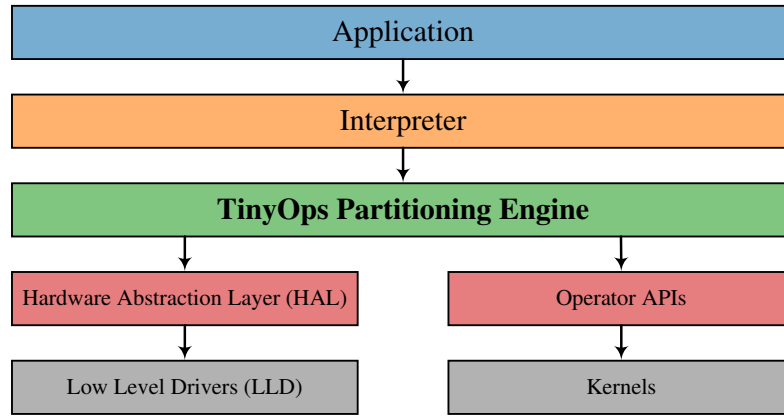 Application
Interpreter
TinyOps Partitioning Engine
Hardware Abstraction Layer (HAL)
Operator APIs
Low Level Drivers (LLD)
Kernels